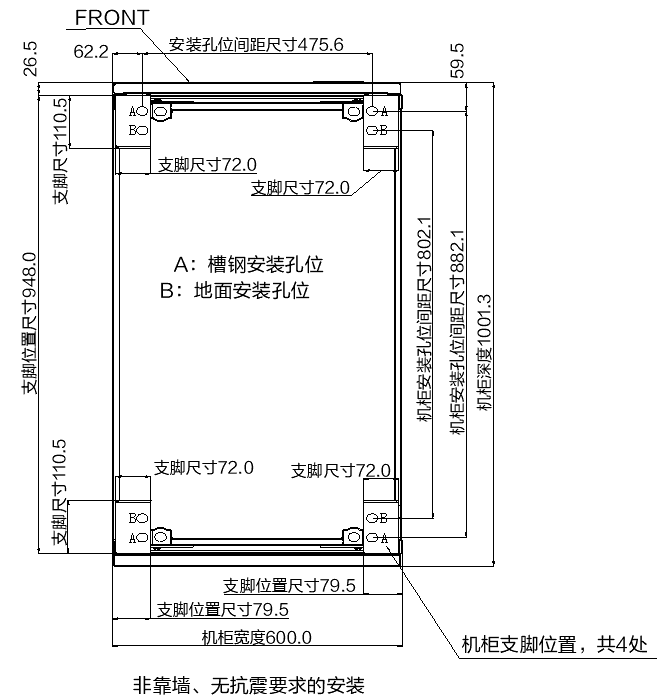 FRONT
安装孔位间距尺寸475.6
62.2
26.5
59.5
支脚尺寸110.5
A
B
A
B
支脚尺寸72.0
支脚尺寸72.0
A：槽钢安装孔位
B：地面安装孔位
支脚位置尺寸948.0
机柜安装孔位间距尺寸802.1
机柜安装孔位间距尺寸882.1
机柜深度1001.3
支脚尺寸110.5
支脚尺寸72.0
支脚尺寸72.0
B
A
B
A
支脚位置尺寸79.5
支脚位置尺寸79.5
机柜宽度600.0
机柜支脚位置，共4处
非靠墙、无抗震要求的安装